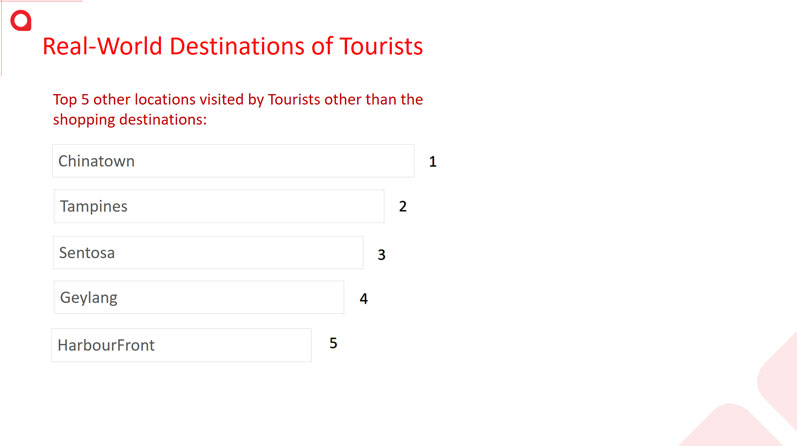 Real-World Destinations of Tourists
Top 5 other locations visited by Tourists other than the
shopping destinations:
Chinatown 1
Tampines 2
Sentosa 3
Geylang 4
HarbourFront 5